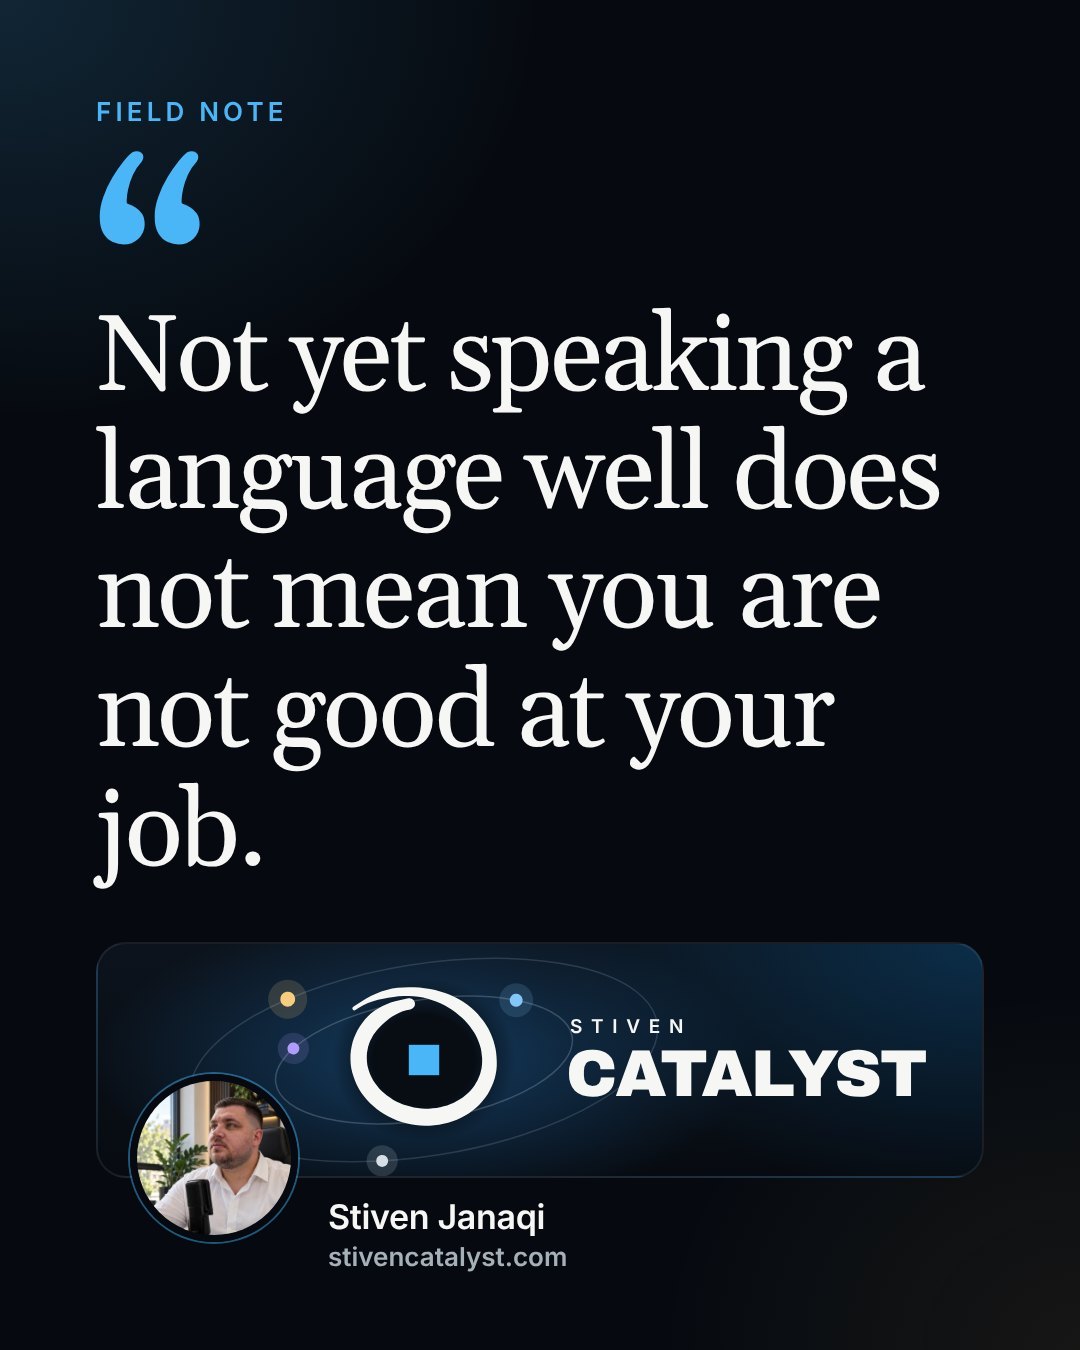 FIELD NOTE
“
Not yet speaking a
language well does
not mean you are
not good at your
job.
STIVEN
CATALYST
Stiven Janaqi
stivencatalyst.com